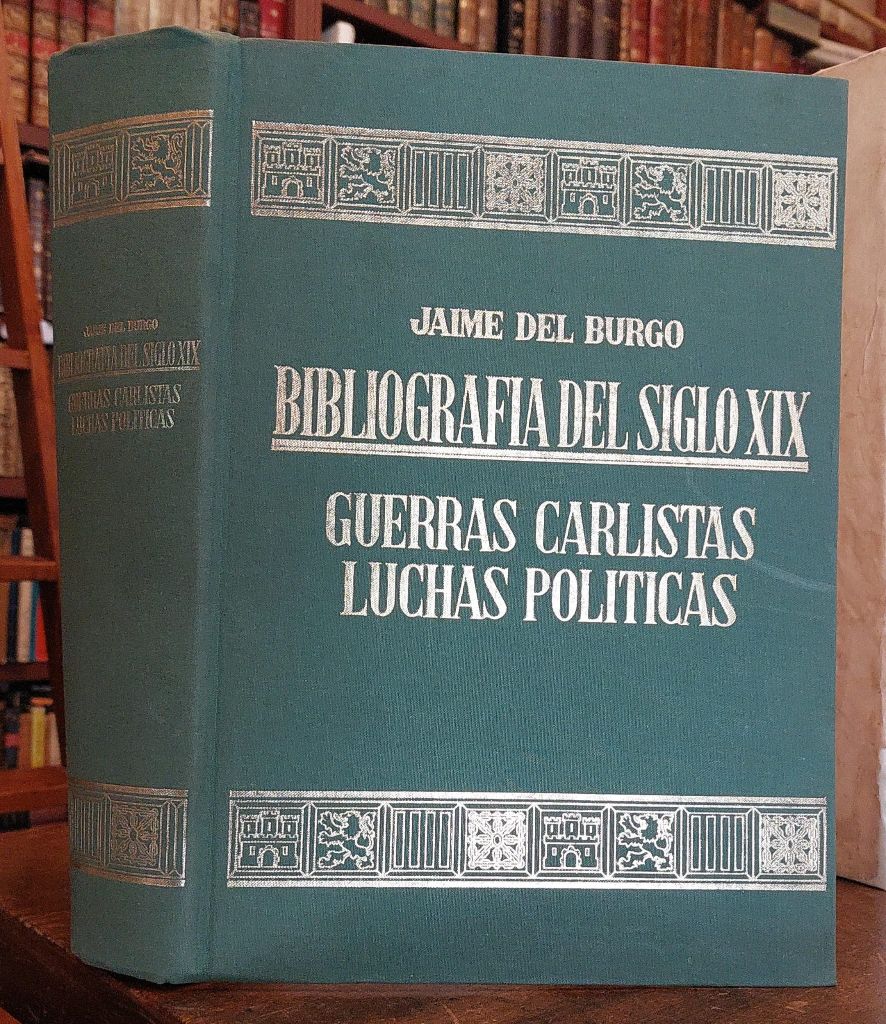 JAIME DEL BURGO
BIBLIOGRAFIA DEL SIGLO XIX
GUERRAS CARLISTAS
LUCHAS POLITICAS
JAIME DEL BURGO
BIBLIOGRAFIA DEL SIGLO XIX
GUERRAS CARLISTAS
LUCHAS POLITICAS